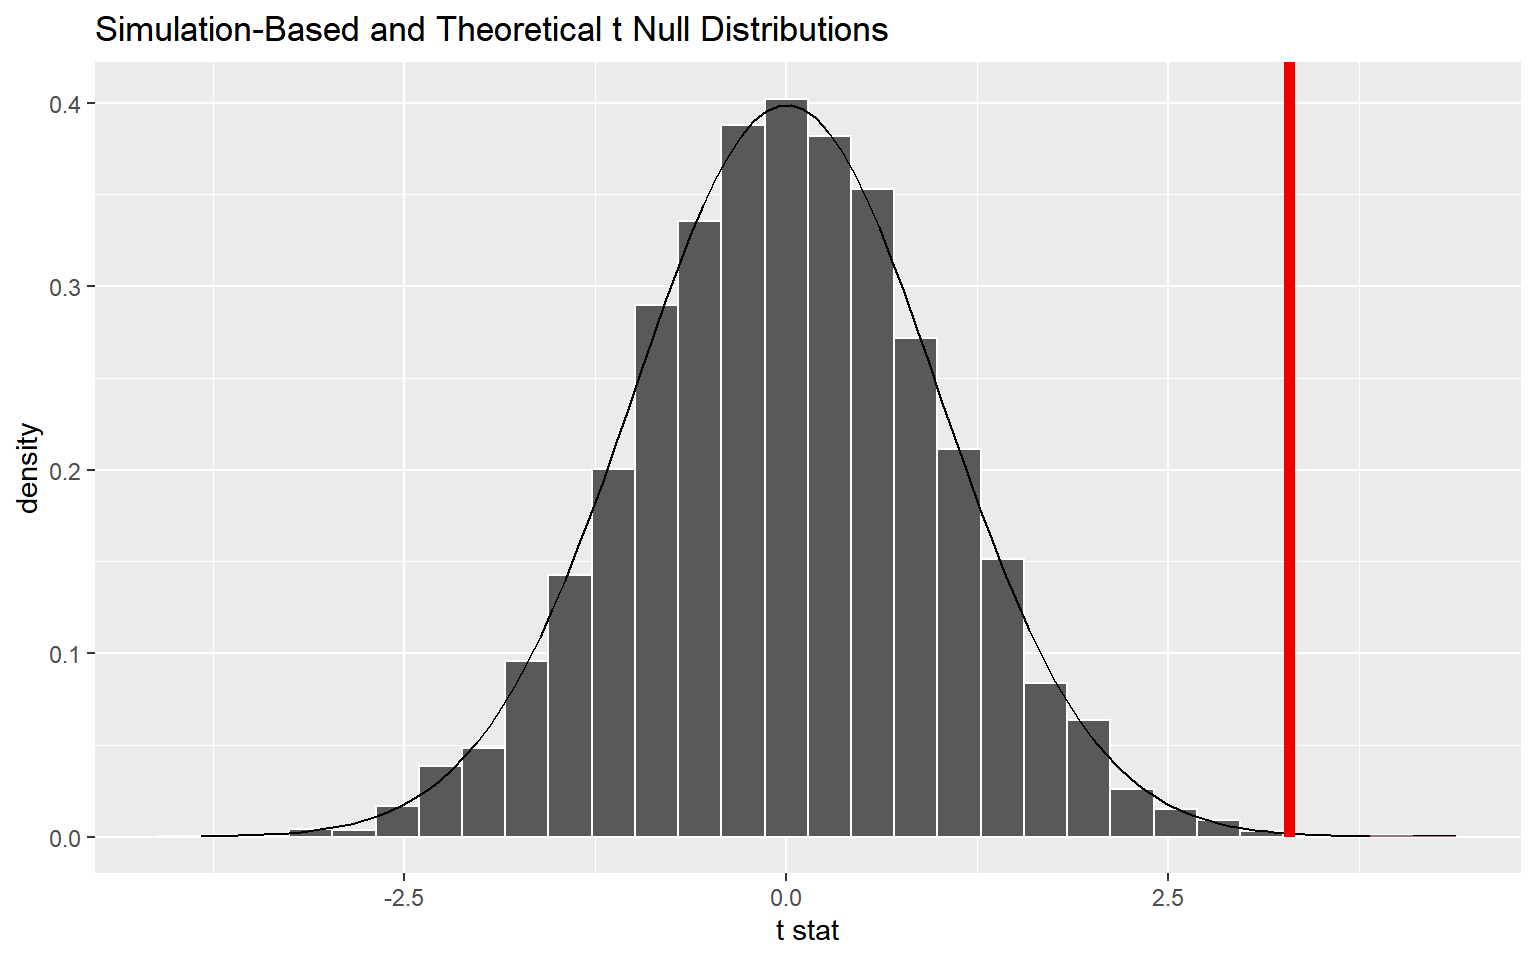 Simulation-Based and Theoretical t Null Distributions
0.4
0.3
0.2
0.1
0.0
density
-2.5 0.0 2.5
t stat